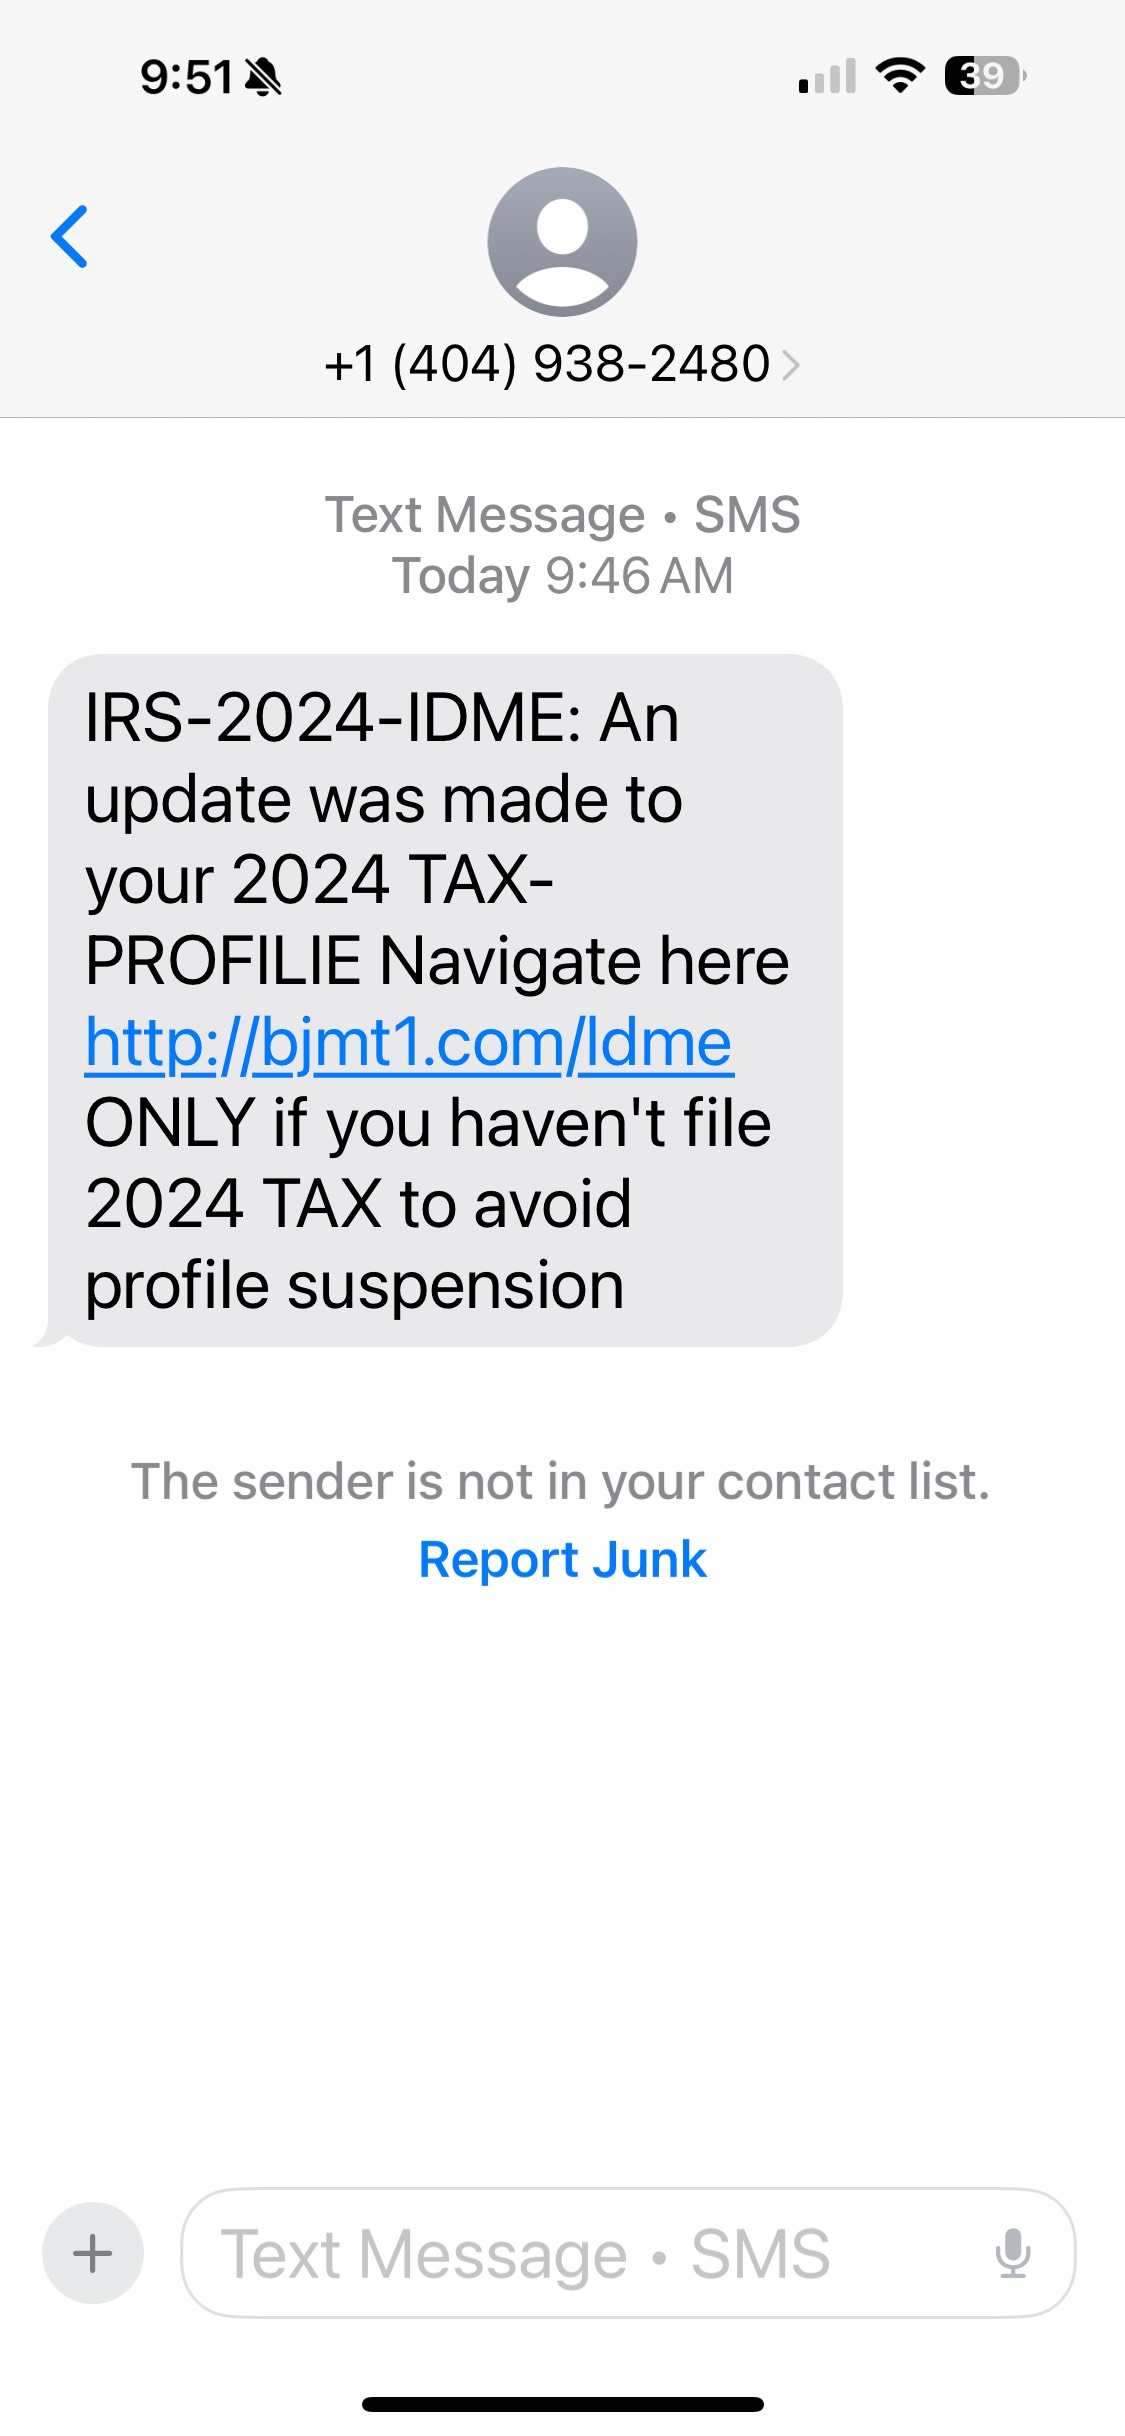 9:51
39
+1 (404) 938-2480
Text Message • SMS
Today 9:46 AM
IRS-2024-IDME: An
update was made to
your 2024 TAX-
PROFILIE Navigate here
http://bjmt1.com/Idme
ONLY if you haven't file
2024 TAX to avoid
profile suspension
The sender is not in your contact list.
Report Junk
Text Message • SMS